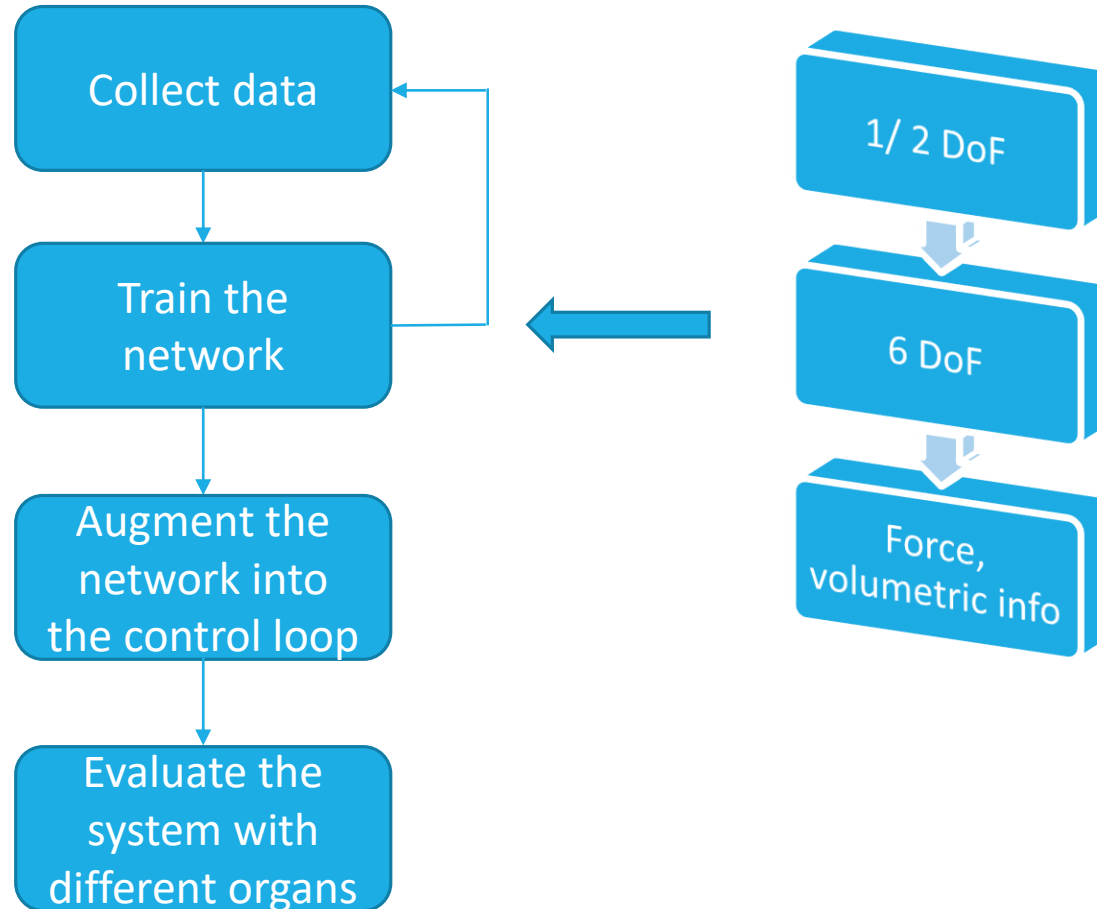 Collect data
Train the
network
Augment the
network into
the control loop
Evaluate the
system with
different organs
1/ 2 DoF
6 DoF
Force,
volumetric info